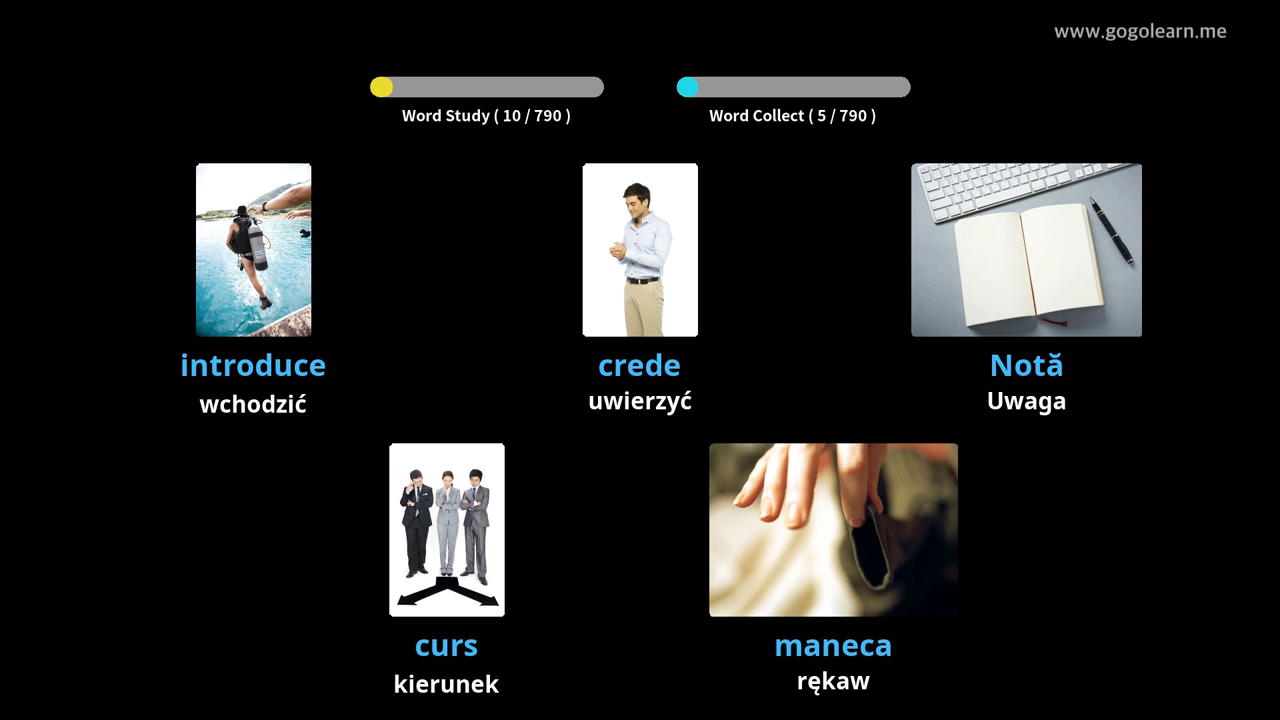 www.gogolearn.me
Word Study ( 10 / 790 )
Word Collect ( 5 / 790 )
introduce
wchodzić
crede
uwierzyć
Notă
Uwaga
curs
kierunek
maneca
rękaw